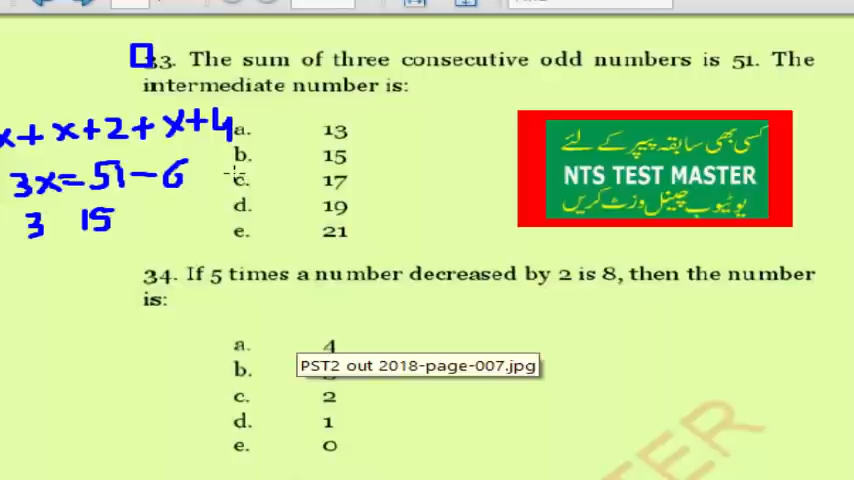 33. The sum of three consecutive odd numbers is 51. The
intermediate number is:
x+ x+2+ x+4
3x=51-6
3 15
a. 13
b. 15
c. 17
d. 19
e. 21
کسی بھی سابقہ پیپر کے لئے
NTS TEST MASTER
یوٹیوب چینل وزٹ کریں
34. If 5 times a number decreased by 2 is 8, then the number
is:
a. 4
PST2 out 2018-page-007.jpg
b.
c. 2
d. 1
e. 0